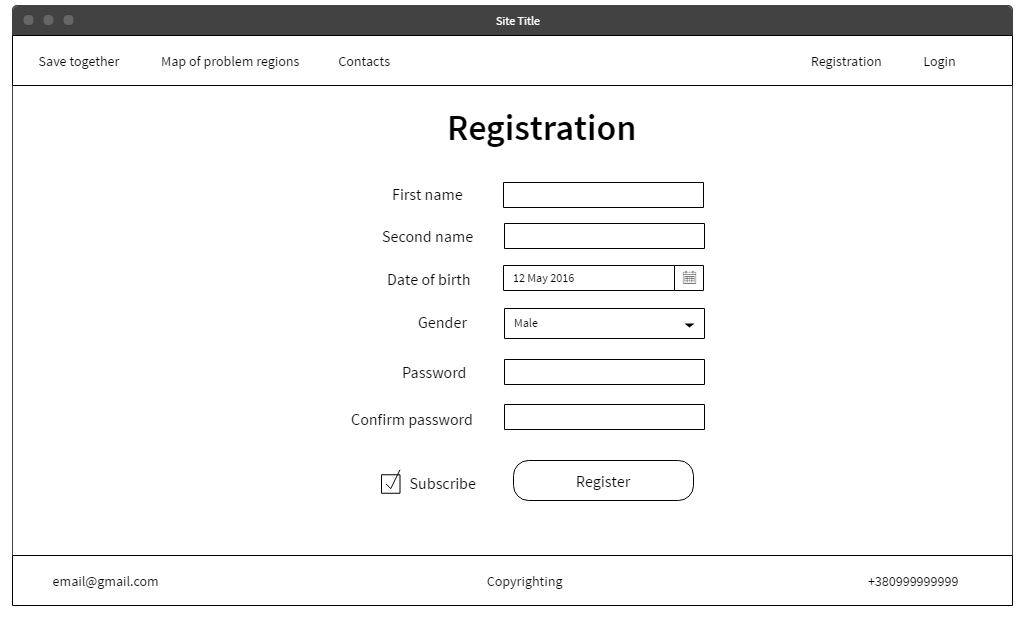 Site Title
Save together Map of problem regions Contacts Registration Login
Registration
First name
Second name
Date of birth 12 May 2016
Gender Male
Password
Confirm password
Subscribe Register
email@gmail.com Copyrighting +380999999999